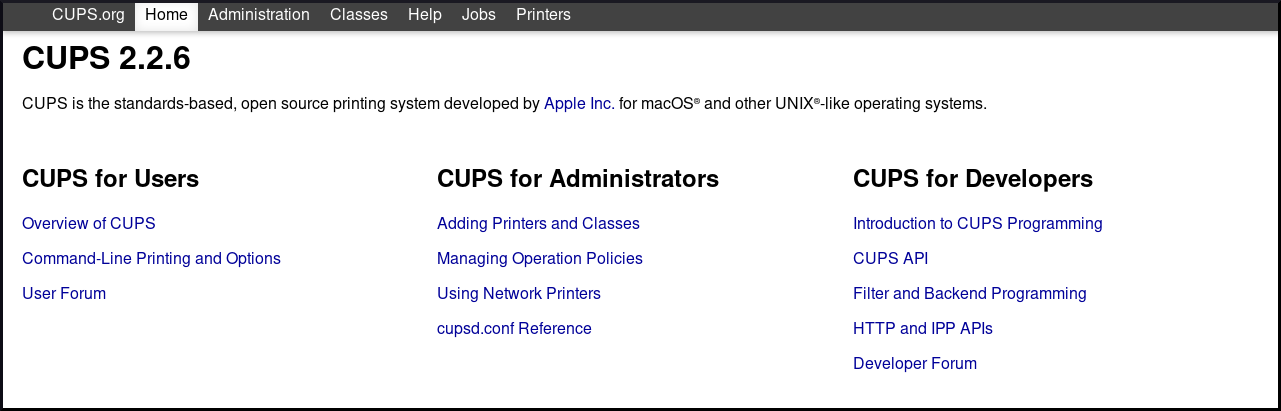 CUPS.org Home Administration Classes Help Jobs Printers
CUPS 2.2.6
CUPS is the standards-based, open source printing system developed by Apple Inc. for macOS® and other UNIX®-like operating systems.
CUPS for Users
Overview of CUPS
Command-Line Printing and Options
User Forum
CUPS for Administrators
Adding Printers and Classes
Managing Operation Policies
Using Network Printers
cupsd.conf Reference
CUPS for Developers
Introduction to CUPS Programming
CUPS API
Filter and Backend Programming
HTTP and IPP APIs
Developer Forum